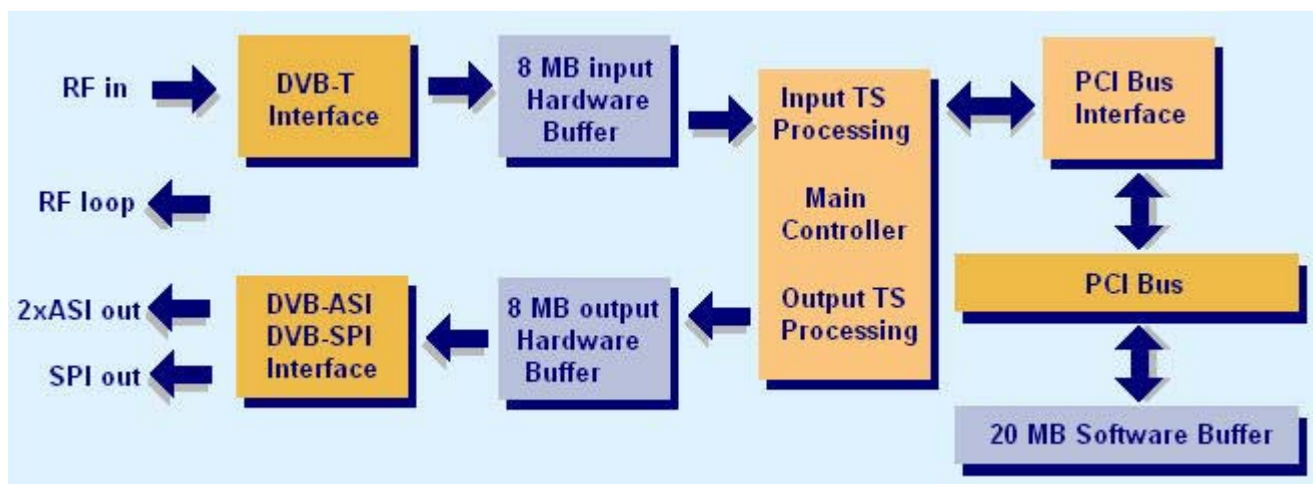 RF in
DVB-T
Interface
8 MB input
Hardware
Buffer
Input TS
Processing
Main
Controller
Output TS
Processing
PCI Bus
Interface
RF loop
PCI Bus
2xASI out
SPI out
DVB-ASI
DVB-SPI
Interface
8 MB output
Hardware
Buffer
20 MB Software Buffer